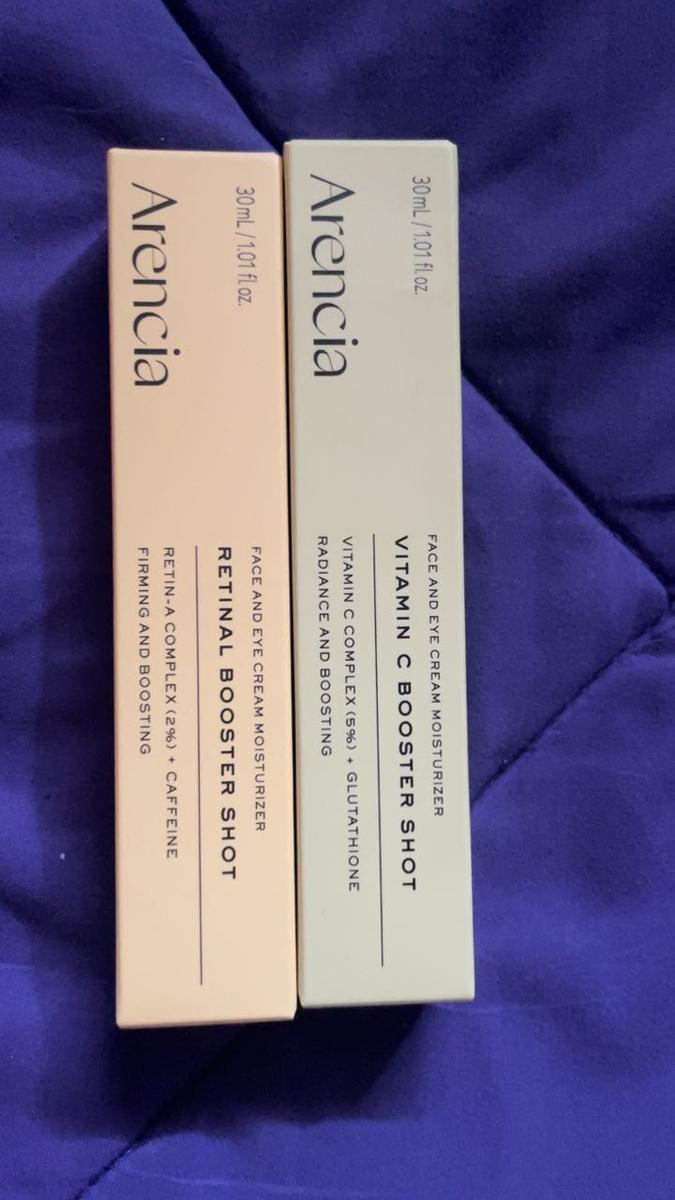 30mL / 1.01 fl.oz.
Arencia
FACE AND EYE CREAM MOISTURIZER
VITAMIN C BOOSTER SHOT
VITAMIN C COMPLEX (5%) + GLUTATHIONE
RADIANCE AND BOOSTING
30mL / 1.01 fl.oz.
Arencia
FACE AND EYE CREAM MOISTURIZER
RETINAL BOOSTER SHOT
RETIN-A COMPLEX (2%) + CAFFEINE
FIRMING AND BOOSTING